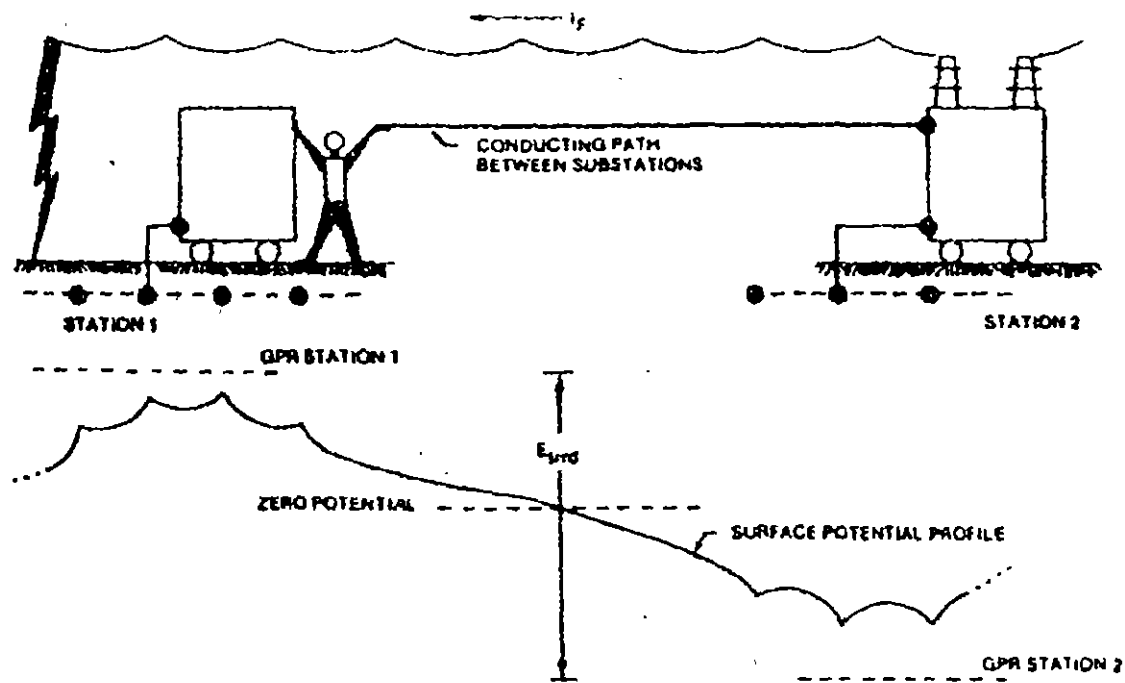 i_f
CONDUCTING PATH
BETWEEN SUBSTATIONS
STATION 1
STATION 2
GPR STATION 1
ZERO POTENTIAL
SURFACE POTENTIAL PROFILE
GPR STATION 2